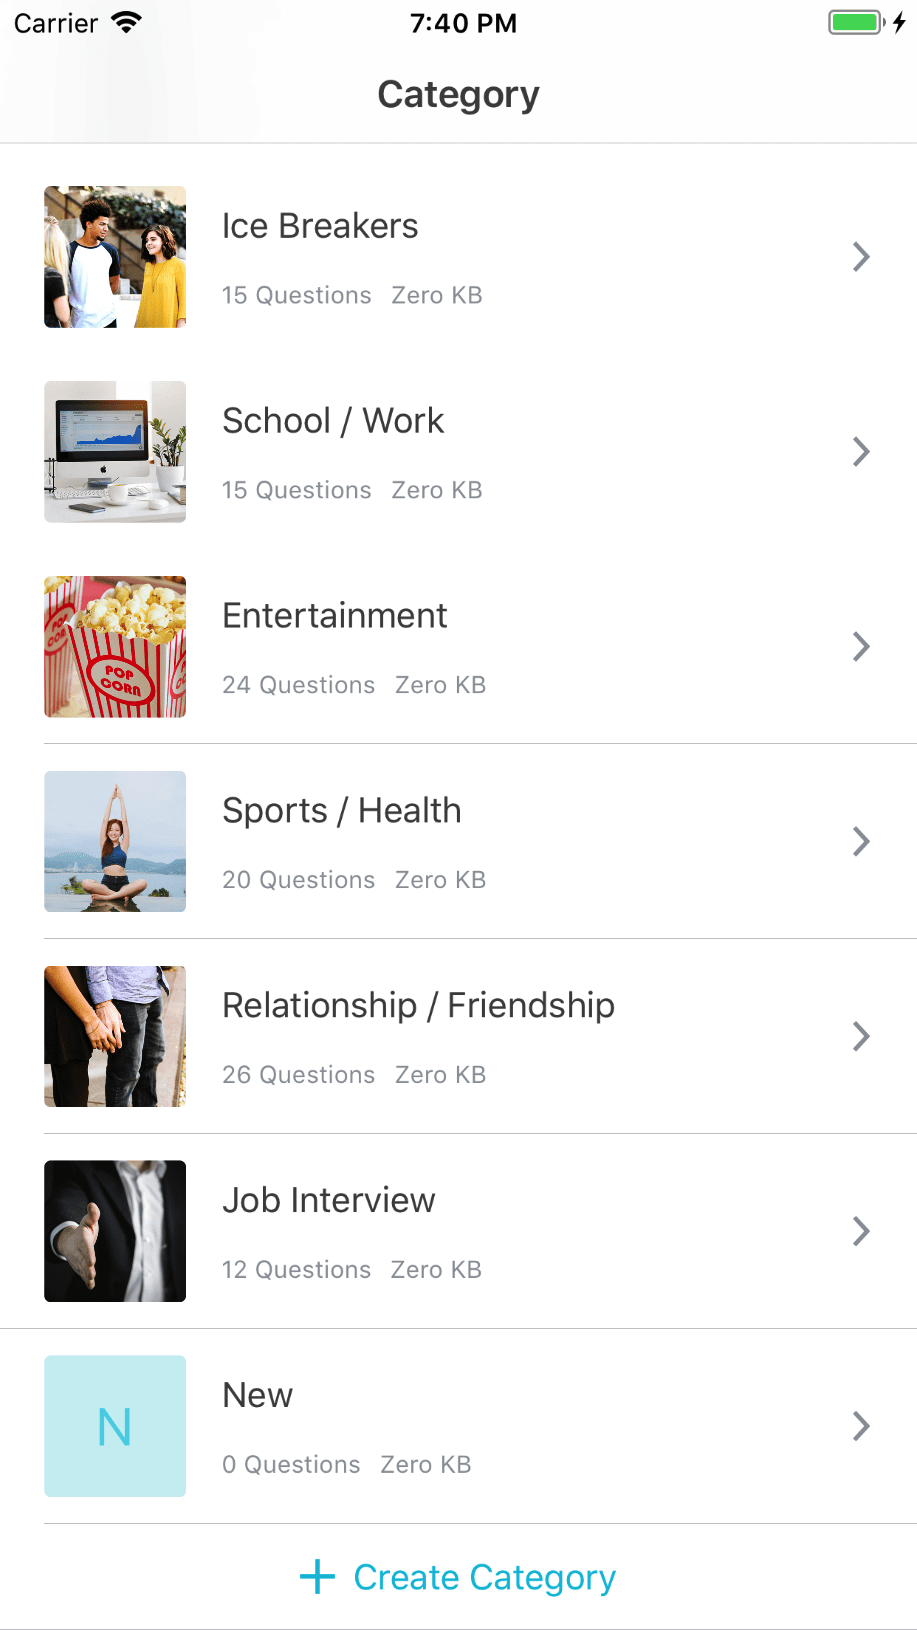 Carrier 7:40 PM
Category
Ice Breakers
15 Questions Zero KB
School / Work
15 Questions Zero KB
Entertainment
POP
CORN
24 Questions Zero KB
Sports / Health
20 Questions Zero KB
Relationship / Friendship
26 Questions Zero KB
Job Interview
12 Questions Zero KB
N
New
0 Questions Zero KB
+ Create Category